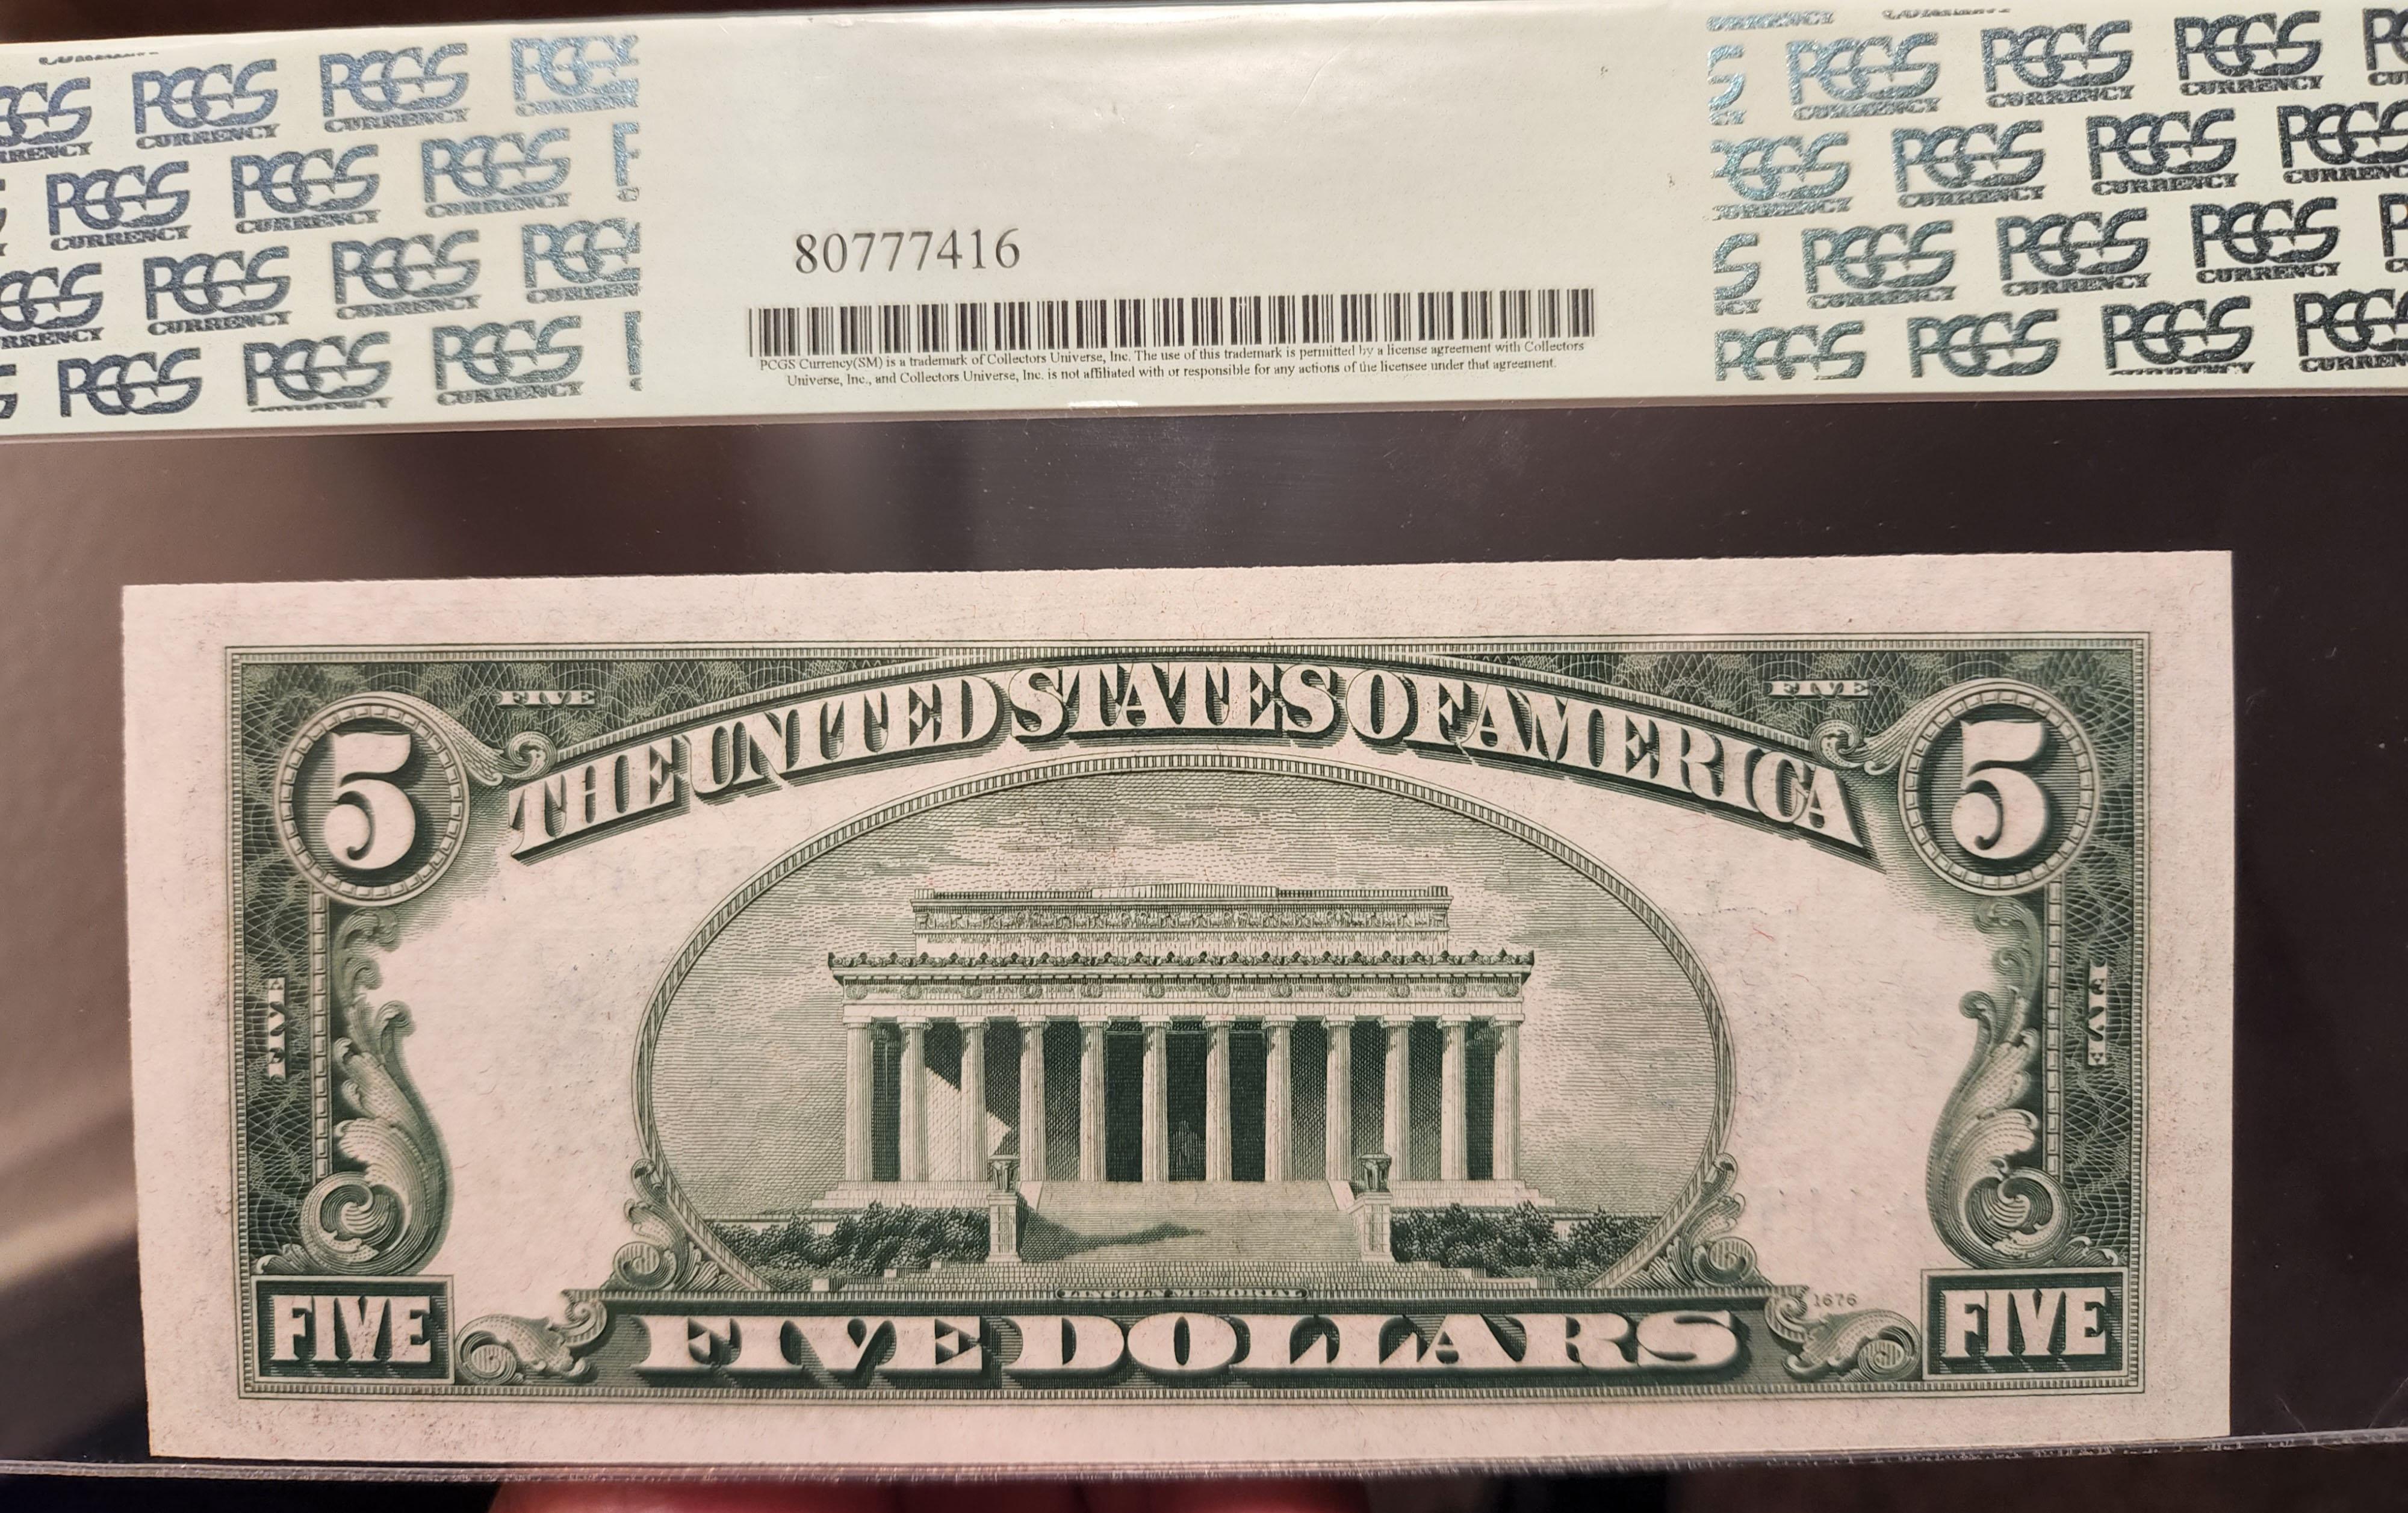 PCGS CURRENCY
80777416
PCGS Currency(SM) is a trademark of Collectors Universe, Inc. The use of this trademark is permitted by a license agreement with Collectors
Universe, Inc., and Collectors Universe, Inc. is not affiliated with or responsible for any actions of the licensee under that agreement.
FIVE
FIVE
5
THE UNITED STATES OF AMERICA
5
FIVE
FIVE
LINCOLN MEMORIAL
1676
FIVE
FIVE DOLLARS
FIVE